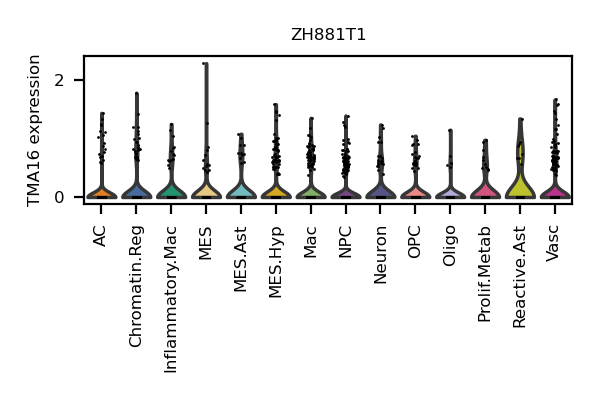 ZH881T1
TMA16 expression
2
0
AC
Chromatin.Reg
Inflammatory.Mac
MES
MES.Ast
MES.Hyp
Mac
NPC
Neuron
OPC
Oligo
Prolif.Metab
Reactive.Ast
Vasc